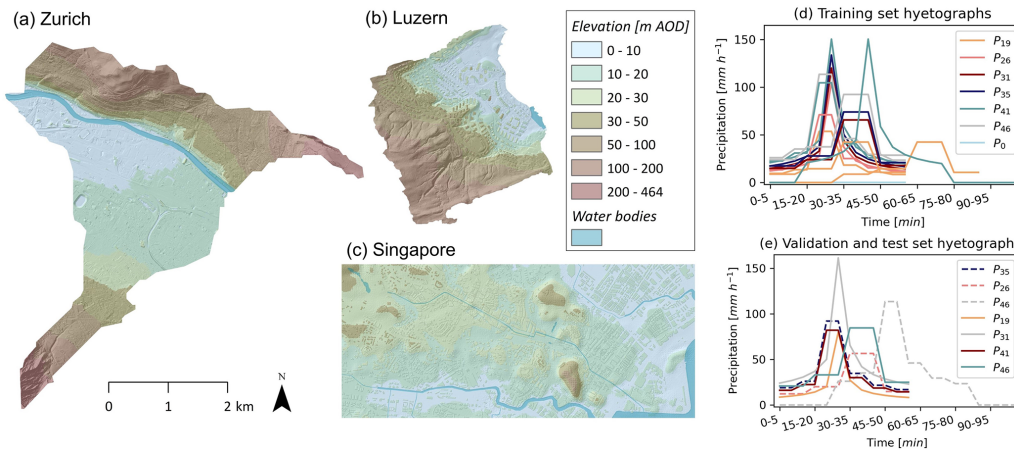 (a) Zurich
0
1
2 km
N
(b) Luzern
(c) Singapore
Elevation [m AOD]
0 - 10
10 - 20
20 - 30
30 - 50
50 - 100
100 - 200
200 - 464
Water bodies
(d) Training set hyetographs
Precipitation [mm h⁻¹]
150
100
50
0
P₁₉
P₂₆
P₃₁
P₃₅
P₄₁
P₄₆
P₀
0-5
15-20
30-35
45-50
60-65
75-80
90-95
Time [min]
(e) Validation and test set hyetograph
Precipitation [mm h⁻¹]
150
100
50
0
P₃₅
P₂₆
P₄₆
P₁₉
P₃₁
P₄₁
P₄₆
0-5
15-20
30-35
45-50
60-65
75-80
90-95
Time [min]